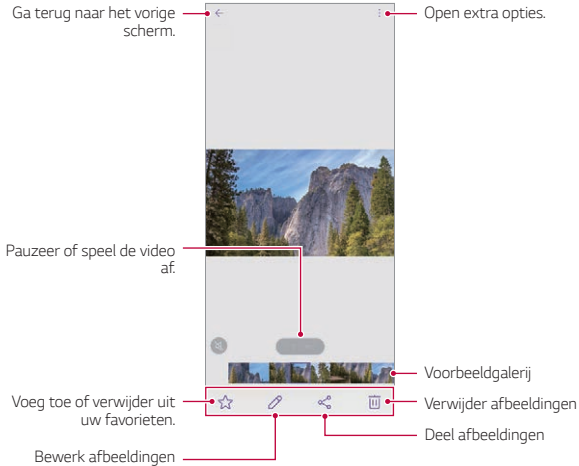 Ga terug naar het vorige
scherm.
Open extra opties.
Pauzeer of speel de video
af.
Voorbeeldgalerij
Voeg toe of verwijder uit
uw favorieten.
Verwijder afbeeldingen
Deel afbeeldingen
Bewerk afbeeldingen